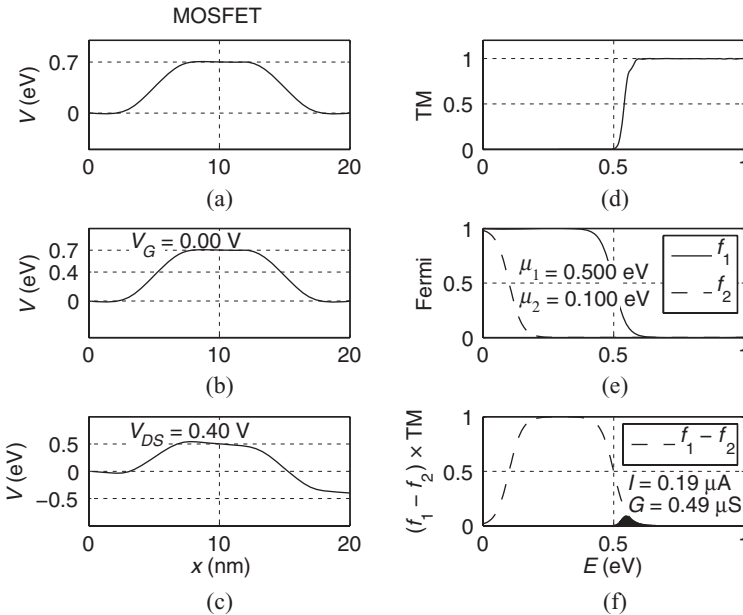 MOSFET
V (eV)
0.7
0
0
10
20
(a)
TM
1
0.5
0
0
0.5
1
(d)
V (eV)
0.7
0.4
0
V_G = 0.00 V
0
10
20
(b)
Fermi
1
0.5
0
μ₁ = 0.500 eV
μ₂ = 0.100 eV
f₁
f₂
0
0.5
1
(e)
V (eV)
0.5
0
−0.5
V_DS = 0.40 V
0
10
20
x (nm)
(c)
(f₁ − f₂) × TM
1
0.5
0
f₁ − f₂
I = 0.19 μA
G = 0.49 μS
0
0.5
1
E (eV)
(f)